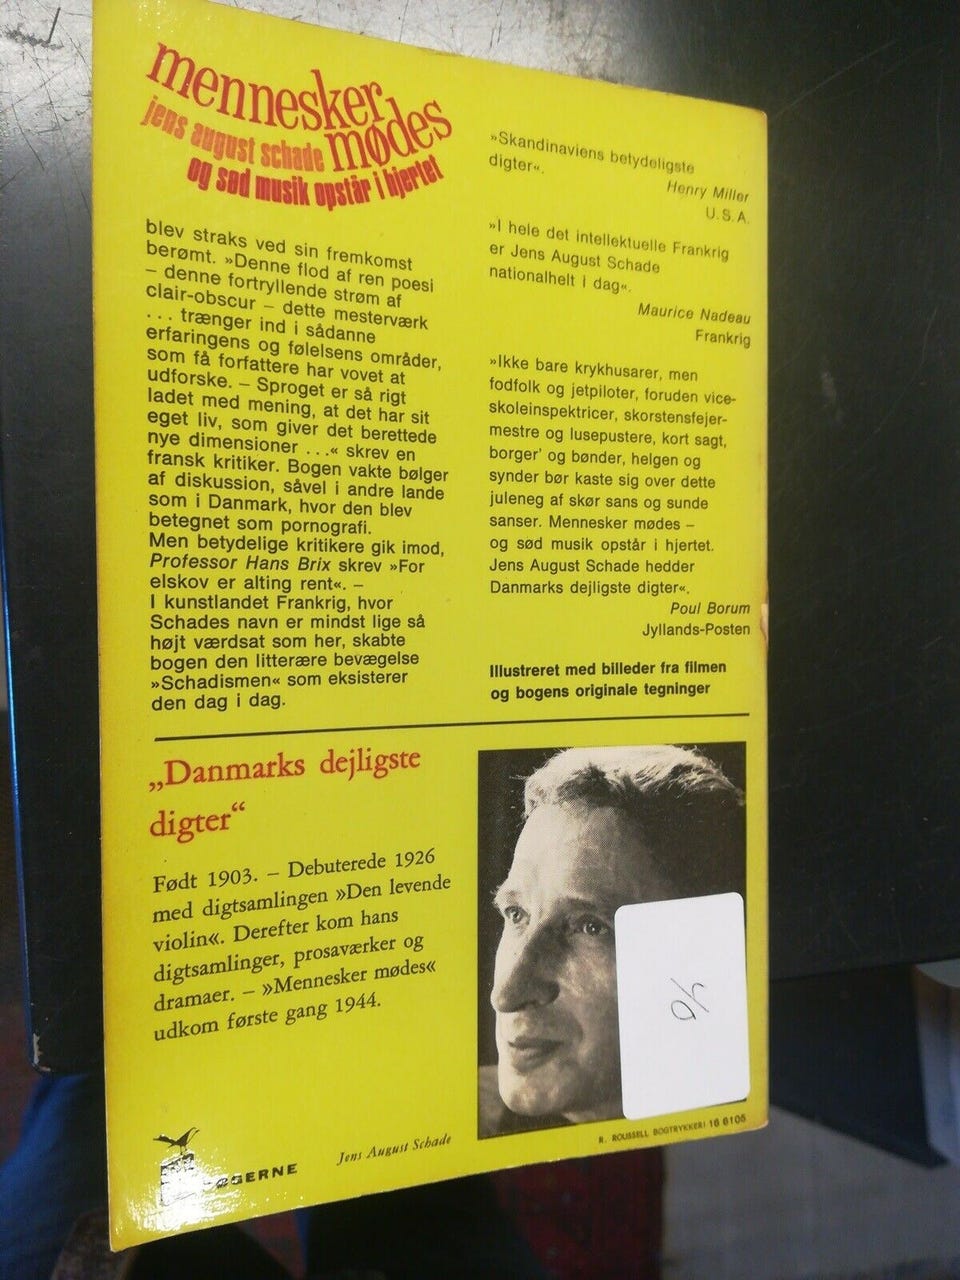 mennesker
mødes
jens august schade
og sød musik opstår i hjertet
blev straks ved sin fremkomst
berømt. »Denne flod af ren poesi
– denne fortryllende strøm af
clair-obscur – dette mesterværk
... trænger ind i sådanne
erfaringens og følelsens områder,
som få forfattere har vovet at
udforske. – Sproget er så rigt
ladet med mening, at det har sit
eget liv, som giver det berettede
nye dimensioner ...« skrev en
fransk kritiker. Bogen vakte bølger
af diskussion, såvel i andre lande
som i Danmark, hvor den blev
betegnet som pornografi.
Men betydelige kritikere gik imod,
Professor Hans Brix skrev »For
elskov er alting rent«. –
I kunstlandet Frankrig, hvor
Schades navn er mindst lige så
højt værdsat som her, skabte
bogen den litterære bevægelse
»Schadismen« som eksisterer
den dag i dag.
»Skandinaviens betydeligste
digter«.
Henry Miller
U.S.A.
»I hele det intellektuelle Frankrig
er Jens August Schade
nationalhelt i dag«.
Maurice Nadeau
Frankrig
»Ikke bare krykhusarer, men
fodfolk og jetpiloter, foruden vice-
skoleinspektricer, skorstensfejer-
mestre og lusepustere, kort sagt,
borger' og bønder, helgen og
synder bør kaste sig over dette
juleneg af skør sans og sunde
sanser. Mennesker mødes –
og sød musik opstår i hjertet.
Jens August Schade hedder
Danmarks dejligste digter«.
Poul Borum
Jyllands-Posten
Illustreret med billeder fra filmen
og bogens originale tegninger
„Danmarks dejligste
digter“
Født 1903. – Debuterede 1926
med digtsamlingen »Den levende
violin«. Derefter kom hans
digtsamlinger, prosaværker og
dramaer. – »Mennesker mødes«
udkom første gang 1944.
40
Jens August Schade
R. ROUSSELL BOGTRYKKERI 16 6105